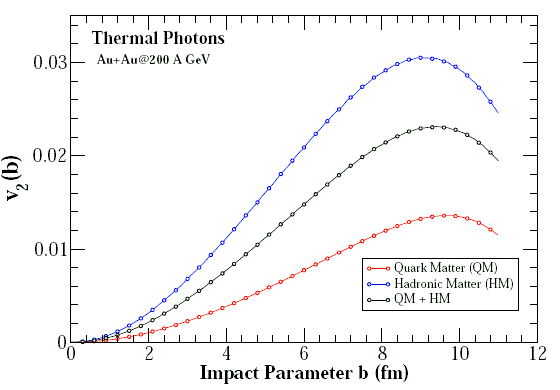 Thermal Photons
Au+Au@200 A GeV
0.03
0.02
0.01
0
v2(b)
Quark Matter (QM)
Hadronic Matter (HM)
QM + HM
0 2 4 6 8 10 12
Impact Parameter b (fm)